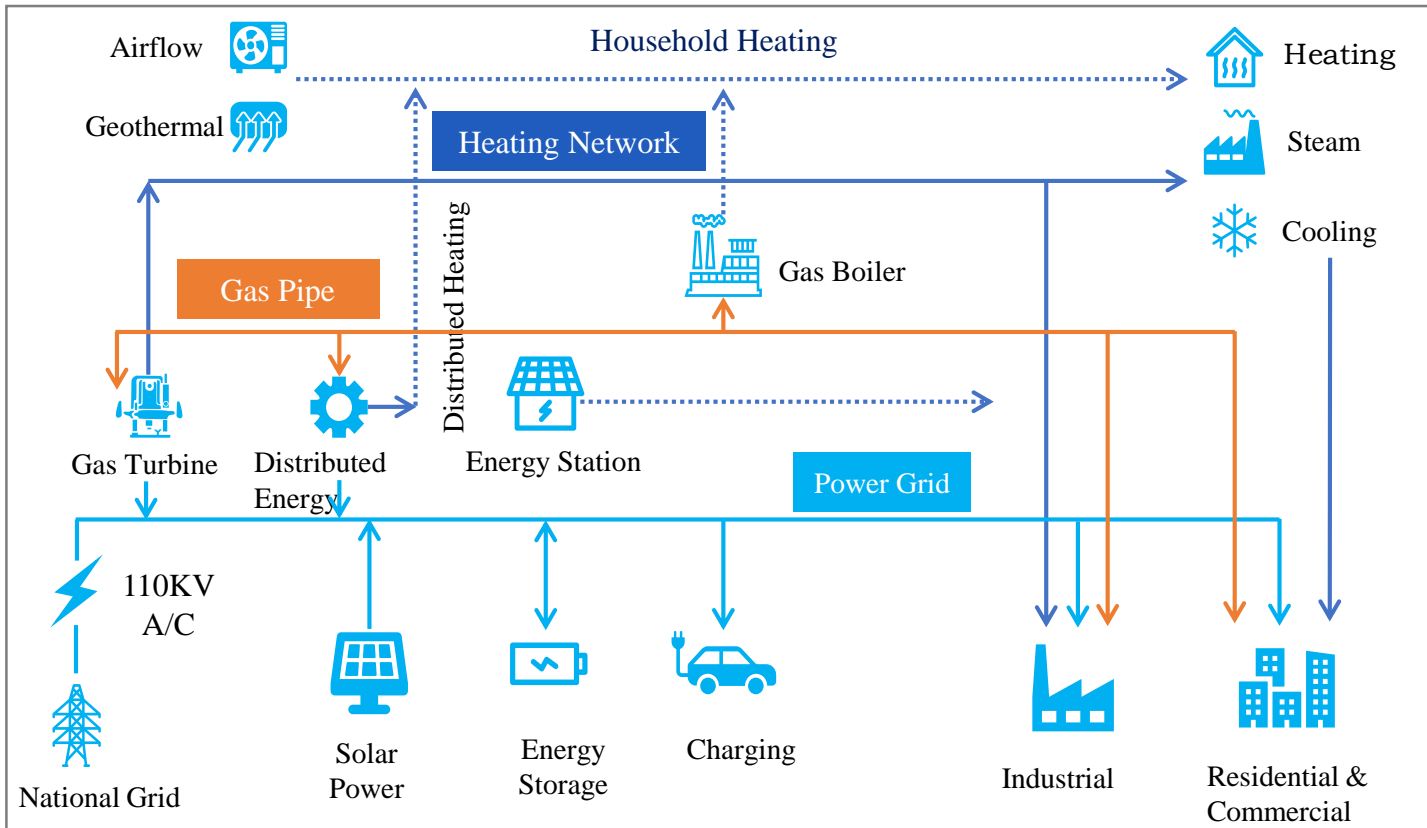 Airflow
Household Heating
Heating
Geothermal
Heating Network
Steam
Cooling
Gas Boiler
Gas Pipe
Distributed Heating
Gas Turbine
Distributed
Energy
Energy Station
Power Grid
110KV
A/C
National Grid
Solar
Power
Energy
Storage
Charging
Industrial
Residential &
Commercial